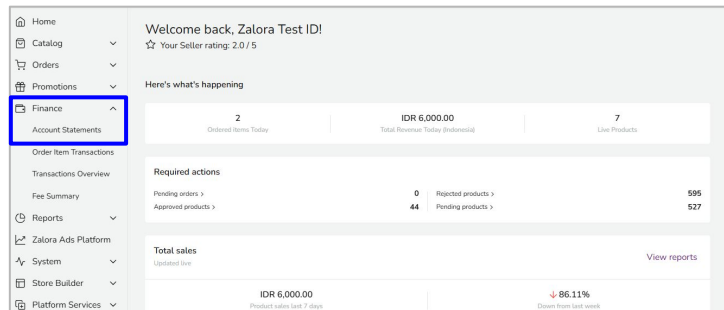 Home
Catalog
Orders
Promotions
Finance
Account Statements
Order Item Transactions
Transactions Overview
Fee Summary
Reports
Zalora Ads Platform
System
Store Builder
Platform Services
Welcome back, Zalora Test ID!
Your Seller rating: 2.0 / 5
Here's what's happening
2 IDR 6,000.00 7
Ordered Items Today Total Revenue Today (Indonesia) Live Products
Required actions
Pending orders > 0 Rejected products > 595
Approved products > 44 Pending products > 527
Total sales
Updated live
View reports
IDR 6,000.00 86.11%
Product sales last 7 days Down from last week